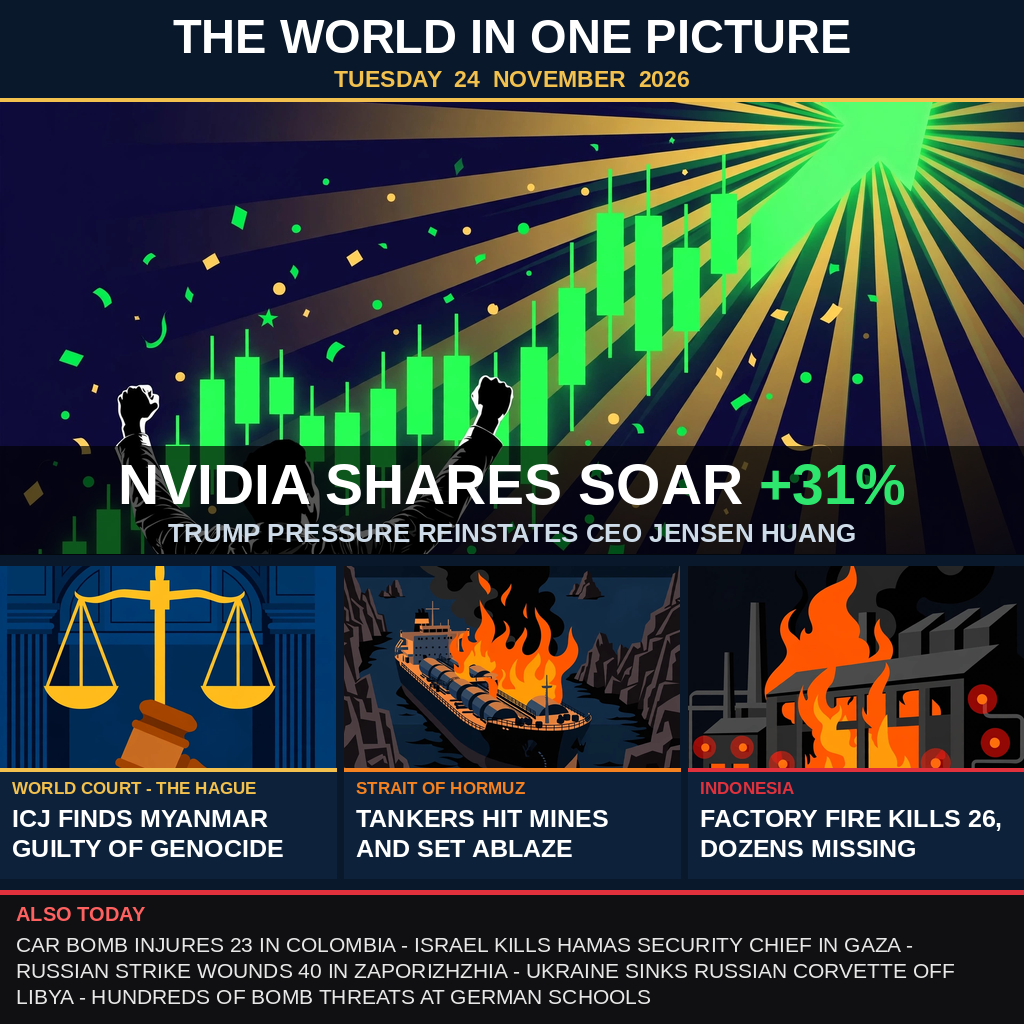 THE WORLD IN ONE PICTURE
TUESDAY 24 NOVEMBER 2026
NVIDIA SHARES SOAR +31%
TRUMP PRESSURE REINSTATES CEO JENSEN HUANG
WORLD COURT - THE HAGUE
ICJ FINDS MYANMAR
GUILTY OF GENOCIDE
STRAIT OF HORMUZ
TANKERS HIT MINES
AND SET ABLAZE
INDONESIA
FACTORY FIRE KILLS 26,
DOZENS MISSING
ALSO TODAY
CAR BOMB INJURES 23 IN COLOMBIA - ISRAEL KILLS HAMAS SECURITY CHIEF IN GAZA -
RUSSIAN STRIKE WOUNDS 40 IN ZAPORIZHZHIA - UKRAINE SINKS RUSSIAN CORVETTE OFF
LIBYA - HUNDREDS OF BOMB THREATS AT GERMAN SCHOOLS